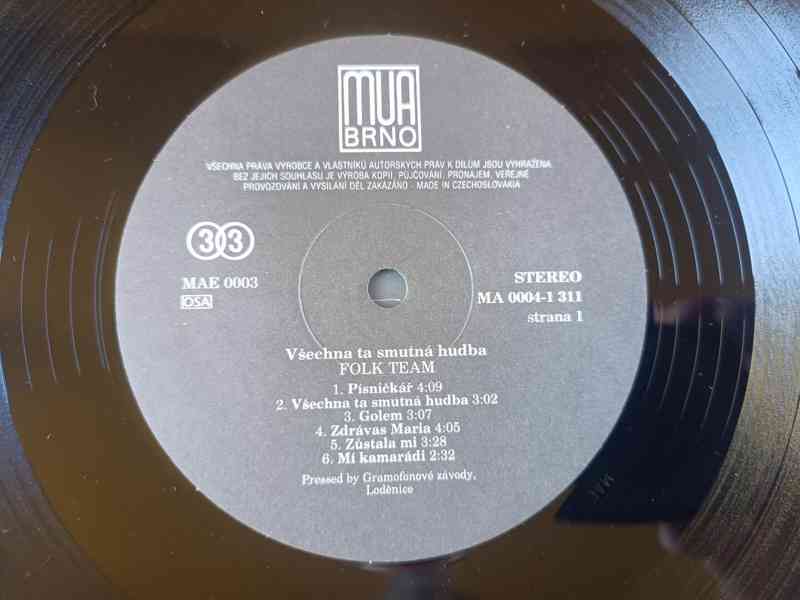 MUA
BRNO
VŠECHNA PRÁVA VÝROBCE A VLASTNÍKŮ AUTORSKÝCH PRÁV K DÍLŮM JSOU VYHRAŽENA.
BEZ JEJICH SOUHLASU JE VÝROBA KOPIÍ, PŮJČOVÁNÍ, PRONÁJEM, VEŘEJNÉ
PROVOZOVÁNÍ A VYSÍLÁNÍ DĚL ZAKÁZÁNO - MADE IN CZECHOSLOVAKIA
33
MAE 0003
OSA
STEREO
MA 0004-1 311
strana 1
Všechna ta smutná hudba
FOLK TEAM
1. Písničkář 4:09
2. Všechna ta smutná hudba 3:02
3. Golem 3:07
4. Zdrávas Maria 4:05
5. Zůstala mi 3:28
6. Mí kamarádi 2:32
Pressed by Gramofonové závody,
Loděnice